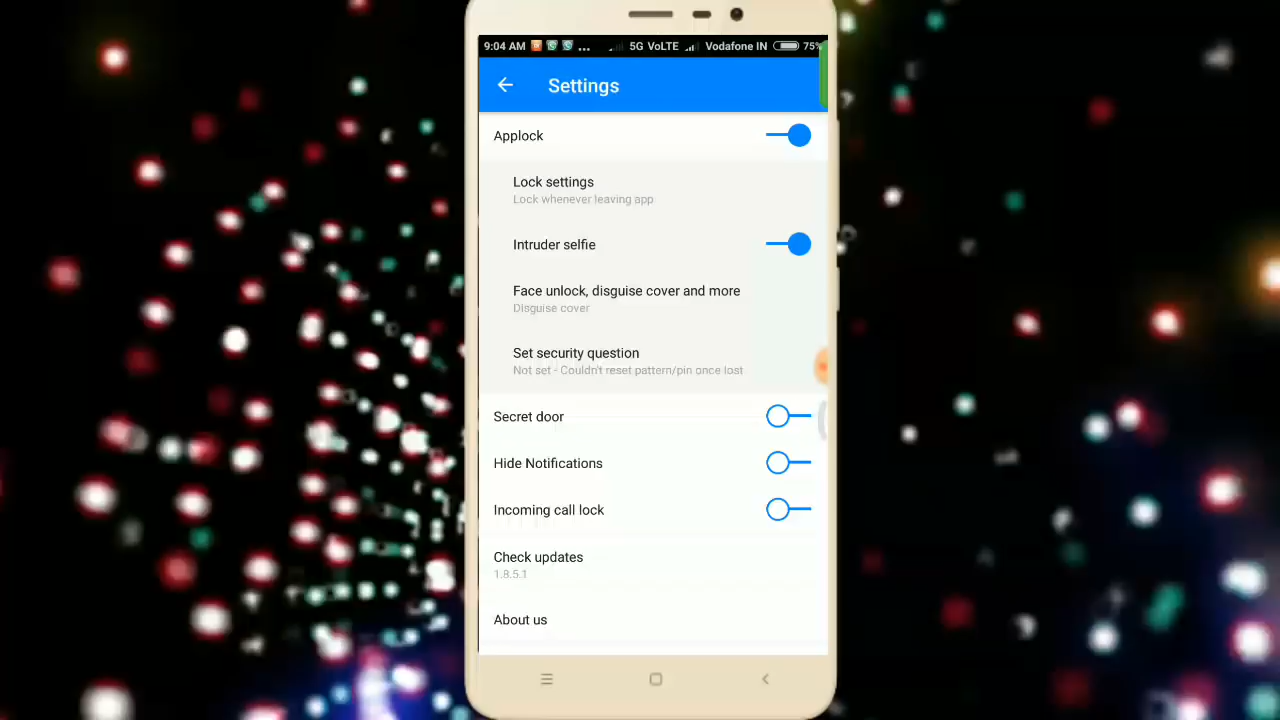 9:04 AM ... 5G VoLTE Vodafone IN 75%
Settings
Applock
Lock settings
Lock whenever leaving app
Intruder selfie
Face unlock, disguise cover and more
Disguise cover
Set security question
Not set - Couldn't reset pattern/pin once lost
Secret door
Hide Notifications
Incoming call lock
Check updates
1.8.5.1
About us